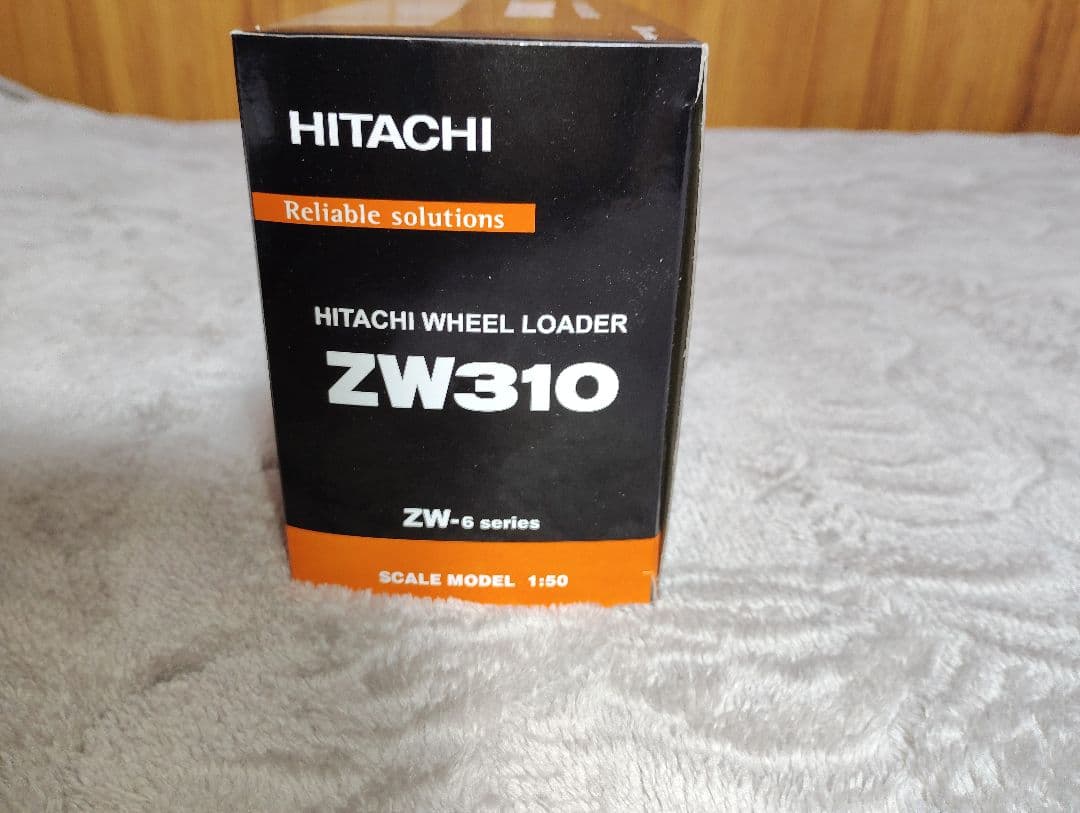 HITACHI
Reliable solutions
HITACHI WHEEL LOADER
ZW310
ZW-6 series
SCALE MODEL 1:50